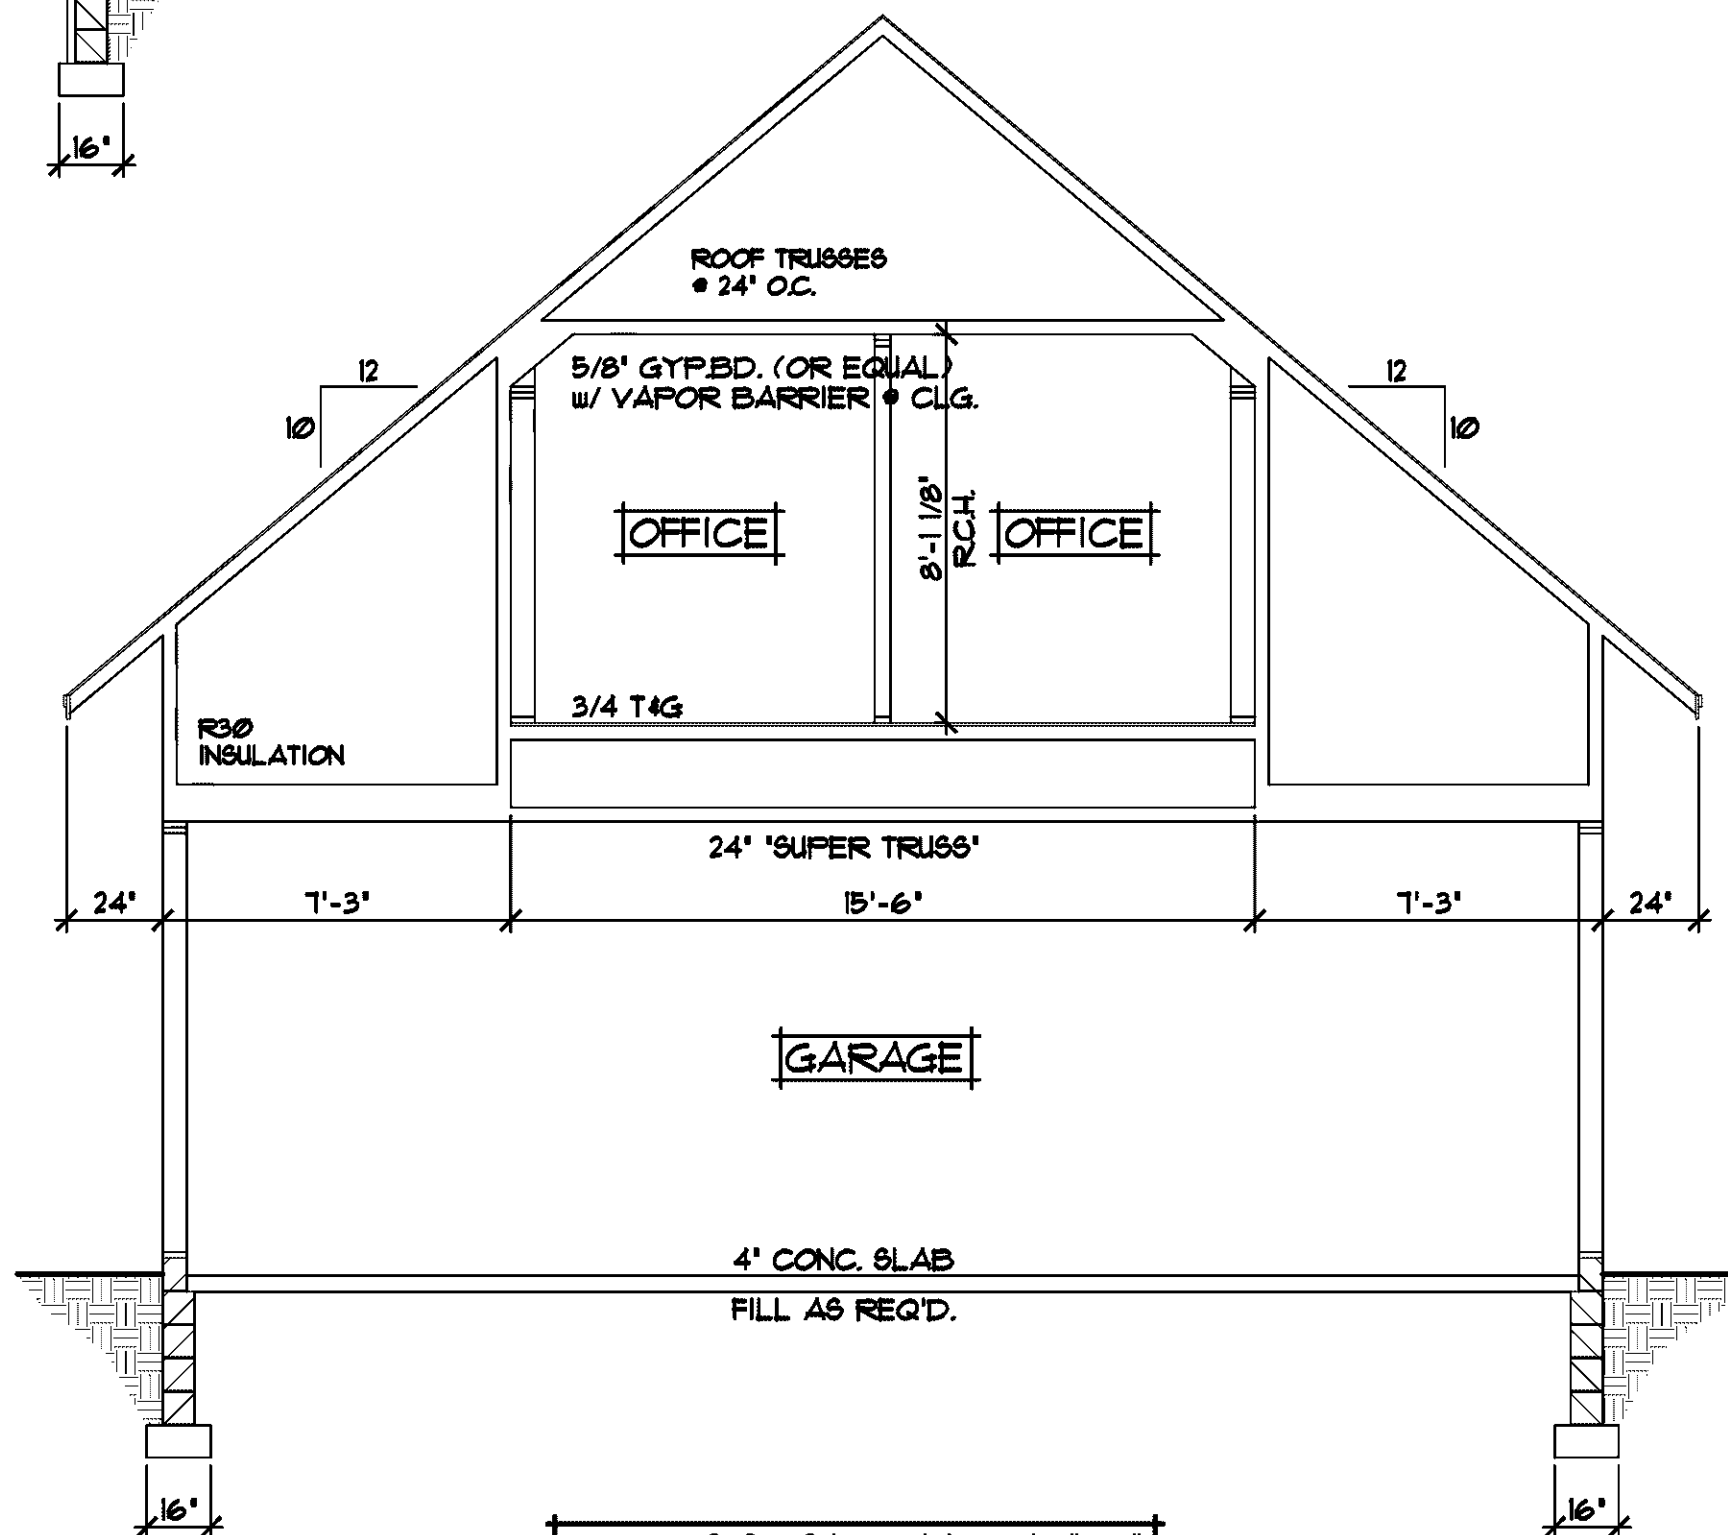 16"
ROOF TRUSSES
@ 24" O.C.
5/8" GYP.BD. (OR EQUAL)
w/ VAPOR BARRIER @ CLG.
12
10
12
10
OFFICE
8'-1 1/8"
R.C.H.
OFFICE
3/4 T&G
R30
INSULATION
24" "SUPER TRUSS"
24"
7'-3"
15'-6"
7'-3"
24"
GARAGE
4" CONC. SLAB
FILL AS REQ'D.
16"
16"